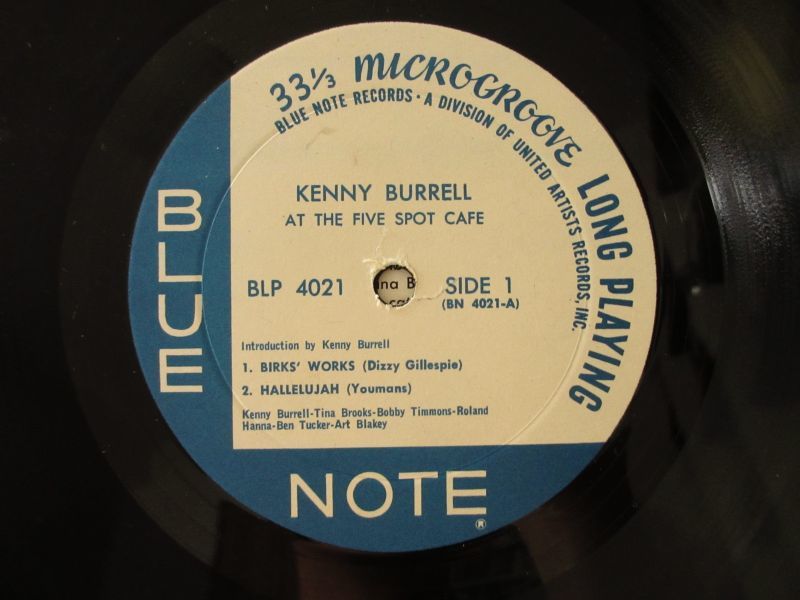 33⅓ MICROGROOVE LONG PLAYING
BLUE NOTE RECORDS · A DIVISION OF UNITED ARTISTS RECORDS, INC.
KENNY BURRELL
AT THE FIVE SPOT CAFE
BLP 4021
SIDE 1
(BN 4021-A)
ina B
Introduction by Kenny Burrell
1. BIRKS' WORKS (Dizzy Gillespie)
2. HALLELUJAH (Youmans)
Kenny Burrell-Tina Brooks-Bobby Timmons-Roland
Hanna-Ben Tucker-Art Blakey
BLUE
NOTE®